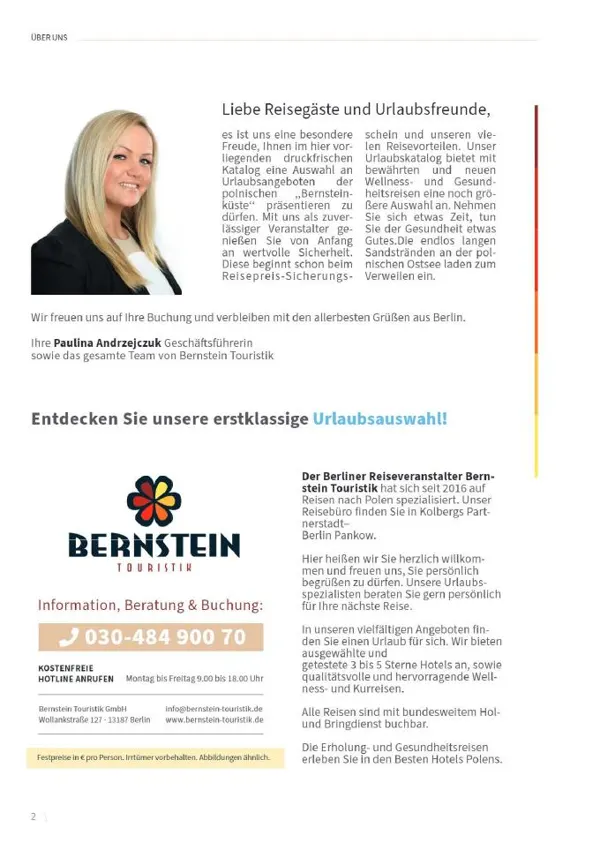 ÜBER UNS
Liebe Reisegäste und Urlaubsfreunde,
es ist uns eine besondere
Freude, Ihnen im hier vor-
liegenden druckfrischen
Katalog eine Auswahl an
Urlaubsangeboten der
polnischen „Bernstein-
küste“ präsentieren zu
dürfen. Mit uns als zuver-
lässiger Veranstalter ge-
nießen Sie von Anfang
an wertvolle Sicherheit.
Diese beginnt schon beim
Reisepreis-Sicherungs-
schein und unseren vie-
len Reisevorteilen. Unser
Urlaubskatalog bietet mit
bewährten und neuen
Wellness- und Gesund-
heitsreisen eine noch grö-
ßere Auswahl an. Nehmen
Sie sich etwas Zeit, tun
Sie der Gesundheit etwas
Gutes.Die endlos langen
Sandstränden an der pol-
nischen Ostsee laden zum
Verweilen ein.
Wir freuen uns auf Ihre Buchung und verbleiben mit den allerbesten Grüßen aus Berlin.
Ihre Paulina Andrzejczuk Geschäftsführerin
sowie das gesamte Team von Bernstein Touristik
Entdecken Sie unsere erstklassige Urlaubsauswahl!
BERNSTEIN
TOURISTIK
Information, Beratung & Buchung:
030-484 900 70
KOSTENFREIE
HOTLINE ANRUFEN Montag bis Freitag 9.00 bis 18.00 Uhr
Bernstein Touristik GmbH info@bernstein-touristik.de
Wollankstraße 127 · 13187 Berlin www.bernstein-touristik.de
Festpreise in € pro Person. Irrtümer vorbehalten. Abbildungen ähnlich.
Der Berliner Reiseveranstalter Bern-
stein Touristik hat sich seit 2016 auf
Reisen nach Polen spezialisiert. Unser
Reisebüro finden Sie in Kolbergs Part-
nerstadt–
Berlin Pankow.
Hier heißen wir Sie herzlich willkom-
men und freuen uns, Sie persönlich
begrüßen zu dürfen. Unsere Urlaubs-
spezialisten beraten Sie gern persönlich
für Ihre nächste Reise.
In unseren vielfältigen Angeboten fin-
den Sie einen Urlaub für sich. Wir bieten
ausgewählte und
getestete 3 bis 5 Sterne Hotels an, sowie
qualitätsvolle und hervorragende Well-
ness- und Kurreisen.
Alle Reisen sind mit bundesweitem Hol-
und Bringdienst buchbar.
Die Erholung- und Gesundheitsreisen
erleben Sie in den Besten Hotels Polens.
2